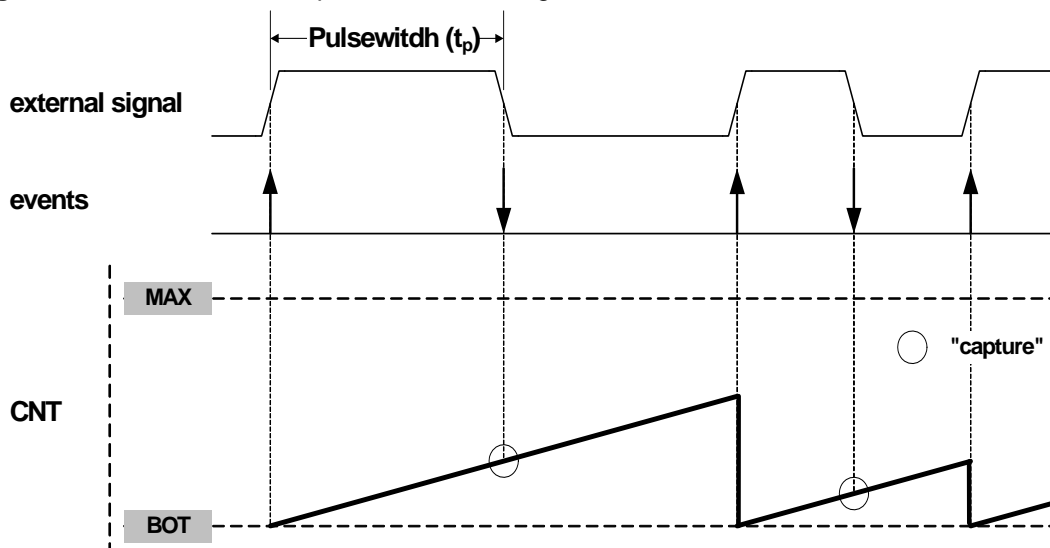 Pulsewitdh (tp)
external signal
events
MAX
"capture"
CNT
BOT